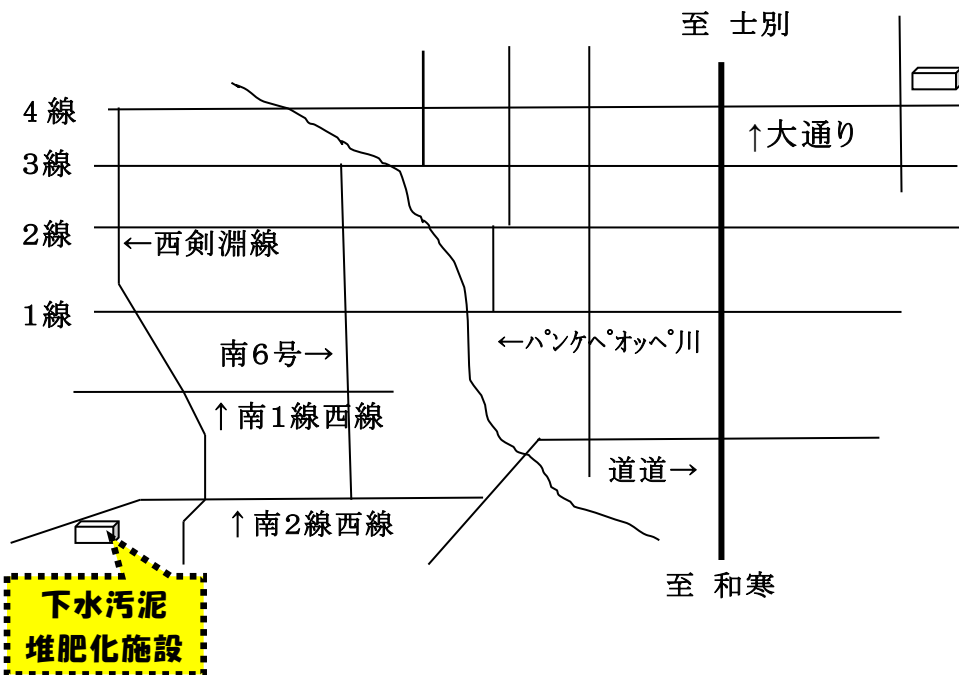 至 士別
4線
↑大通り
3線
2線
←西剣淵線
1線
南6号→
←パンケペオッペ川
↑南1線西線
道道→
↑南2線西線
至 和寒
下水汚泥
堆肥化施設